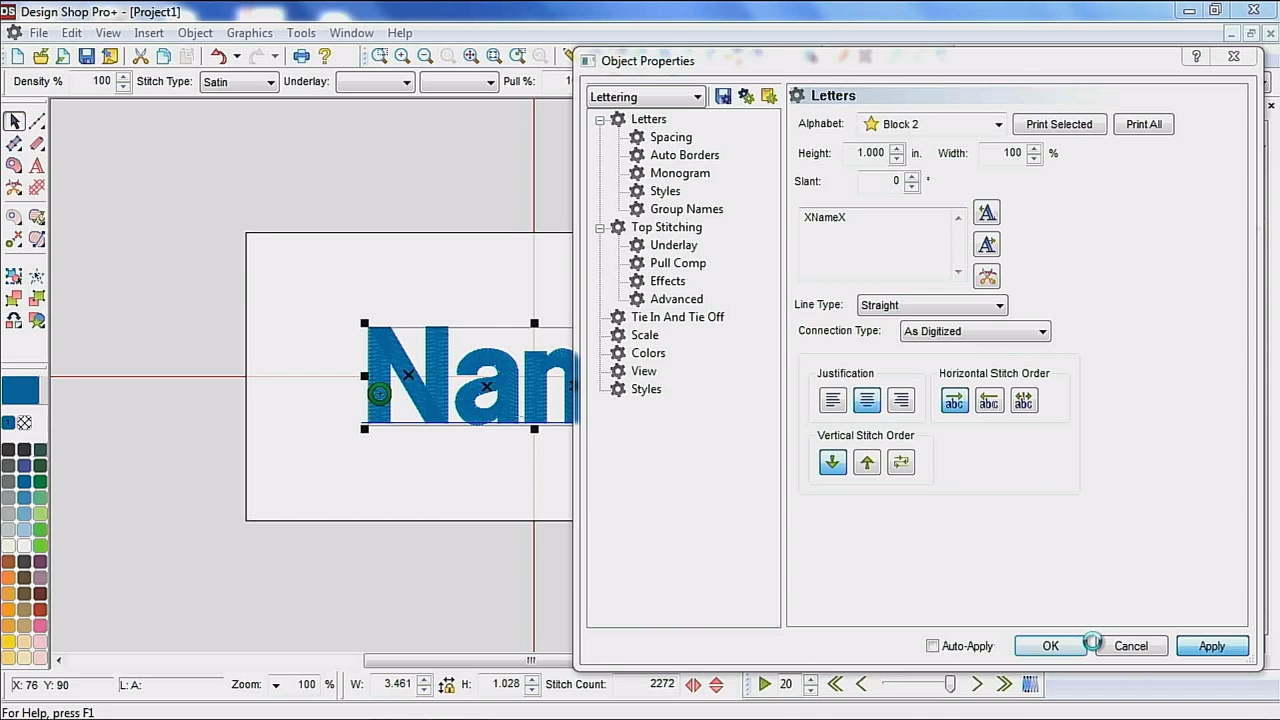 DS Design Shop Pro+ - [Project1]
File Edit View Insert Object Graphics Tools Window Help
Density % 100 Stitch Type: Satin Underlay: Pull %:
Object Properties
Lettering
Letters
Spacing
Auto Borders
Monogram
Styles
Group Names
Top Stitching
Underlay
Pull Comp
Effects
Advanced
Tie In And Tie Off
Scale
Colors
View
Styles
Letters
Alphabet: Block 2 Print Selected Print All
Height: 1.000 in. Width: 100 %
Slant: 0 °
XNameX
Line Type: Straight
Connection Type: As Digitized
Justification Horizontal Stitch Order
abc abc abc
Vertical Stitch Order
Auto-Apply OK Cancel Apply
Nam
X: 76 Y: 90 L: A: Zoom: 100 % W: 3.461 H: 1.028 Stitch Count: 2272 20
For Help, press F1